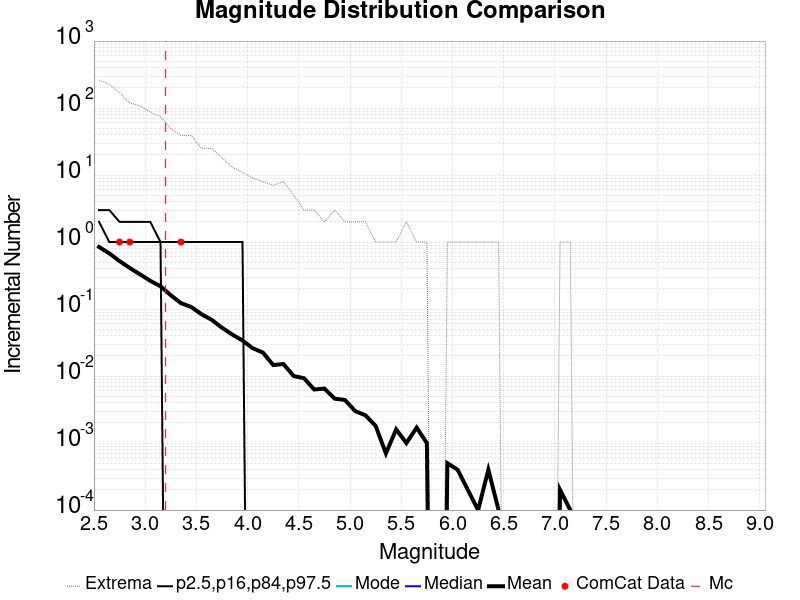 Magnitude Distribution Comparison
10^3
10^2
10^1
10^0
10^-1
10^-2
10^-3
10^-4
Incremental Number
2.5 3.0 3.5 4.0 4.5 5.0 5.5 6.0 6.5 7.0 7.5 8.0 8.5 9.0
Magnitude
Extrema p2.5,p16,p84,p97.5 Mode Median Mean ComCat Data Mc